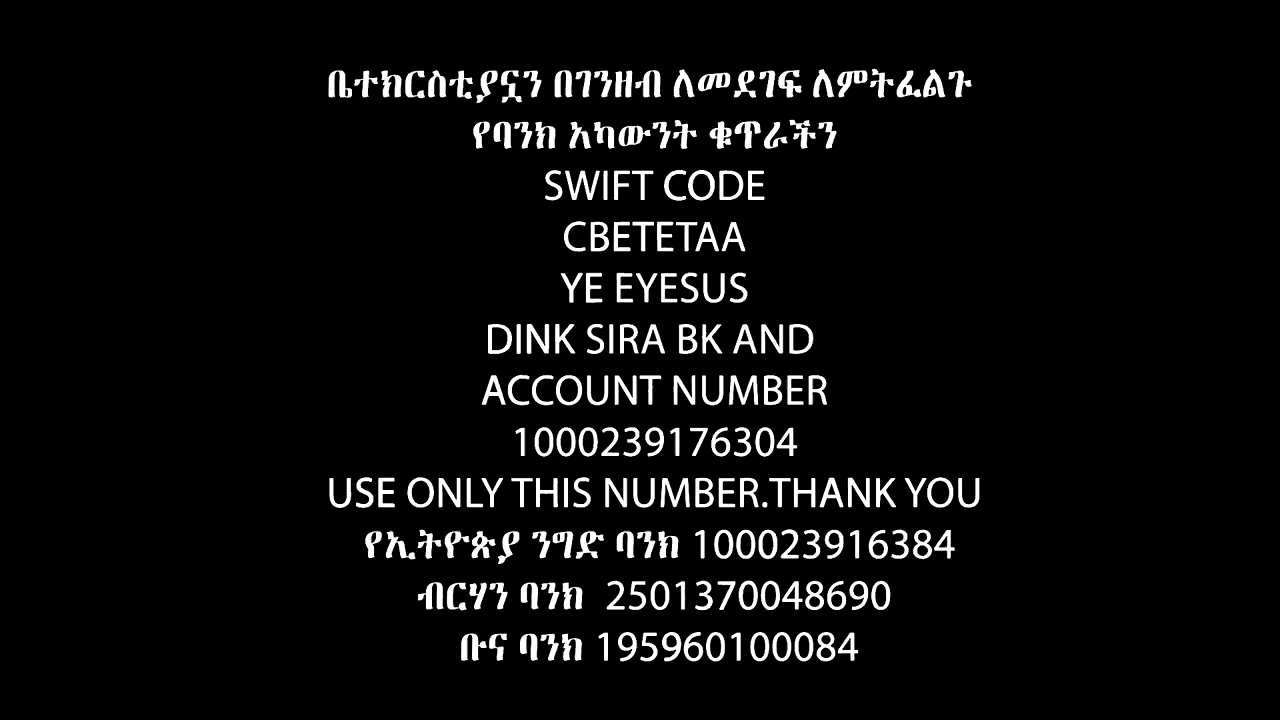 ቤተክርስቲያኗን በገንዘብ ለመደገፍ ለምትፈልጉ
የባንክ አካውንት ቁጥራችን
SWIFT CODE
CBETETAA
YE EYESUS
DINK SIRA BK AND
ACCOUNT NUMBER
1000239176304
USE ONLY THIS NUMBER.THANK YOU
የኢትዮጵያ ንግድ ባንክ 100023916384
ብርሃን ባንክ 2501370048690
ቡና ባንክ 195960100084